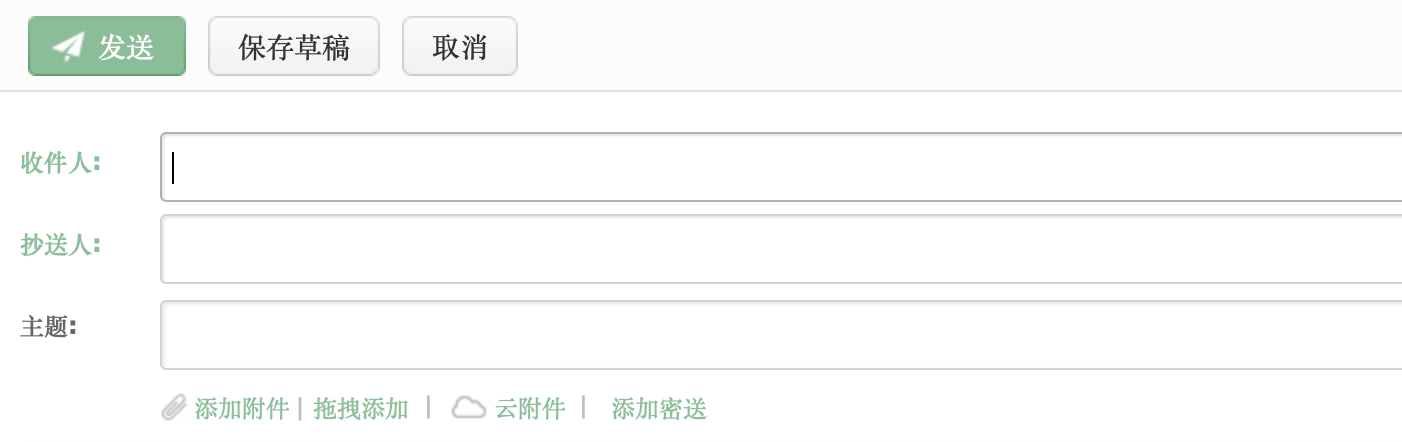 发送 保存草稿 取消
收件人:
抄送人:
主题:
添加附件 | 拖拽添加 | 云附件 | 添加密送